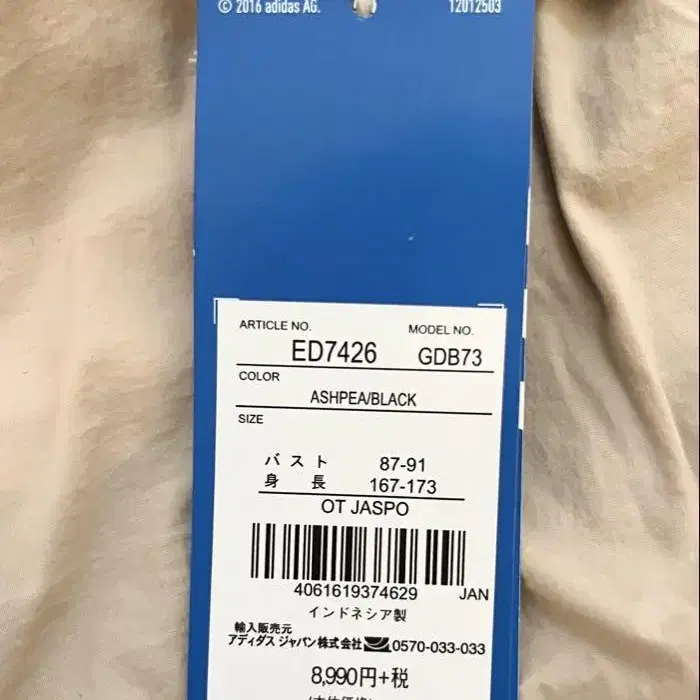 © 2016 adidas AG. 12012503
ARTICLE NO. MODEL NO.
ED7426 GDB73
COLOR
ASHPEA/BLACK
SIZE
バスト 87-91
身長 167-173
OT JASPO
4061619374629 JAN
インドネシア製
輸入販売元
アディダス ジャパン株式会社 0570-033-033
8,990円+税